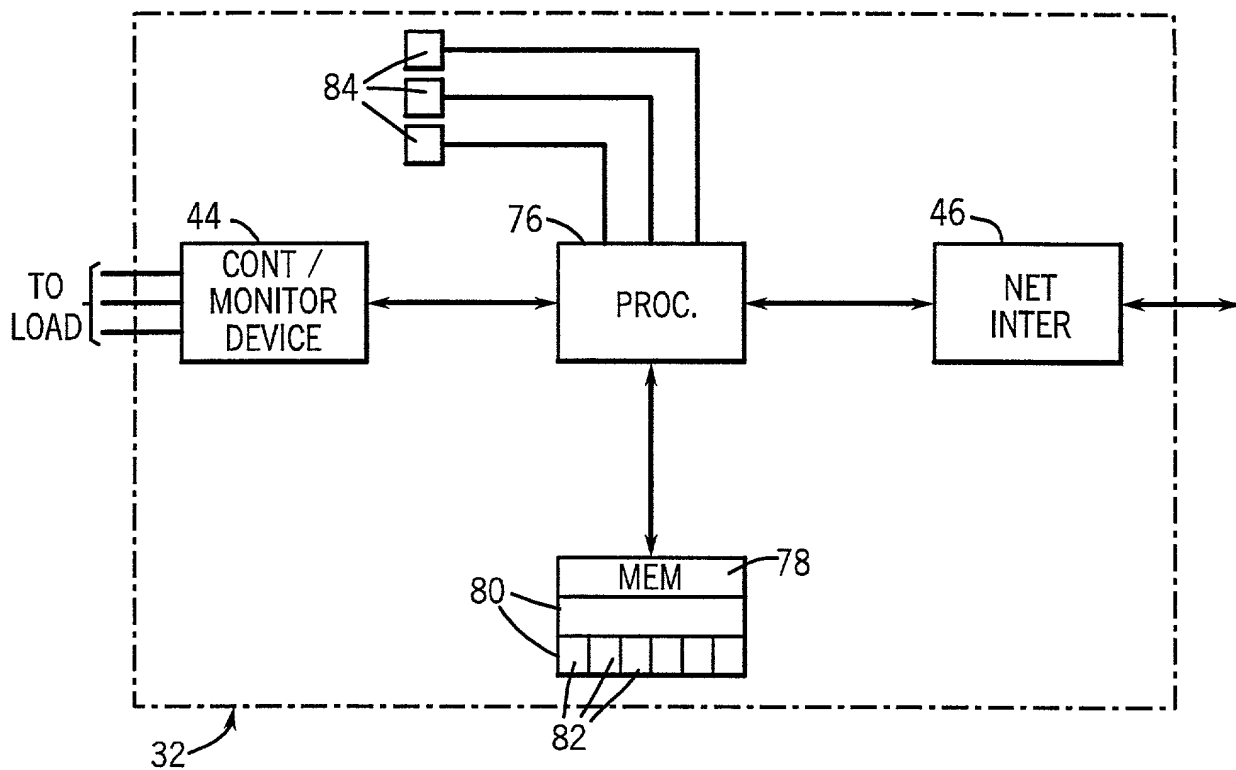 84
44
76
46
TO
LOAD
CONT /
MONITOR
DEVICE
PROC.
NET
INTER
MEM
78
80
82
32